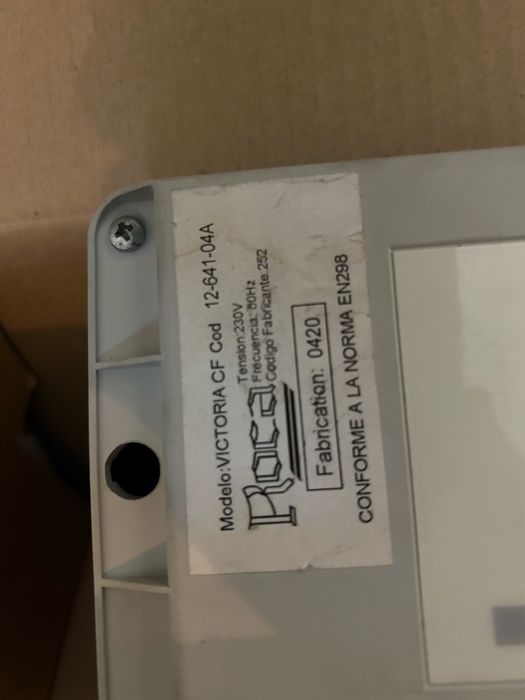 Modelo:VICTORIA CF Cod 12-641-04A
Tension:230V
Frecuencia: 50Hz
Codigo Fabricante:252
Roca
Fabrication: 0420
CONFORME A LA NORMA EN298